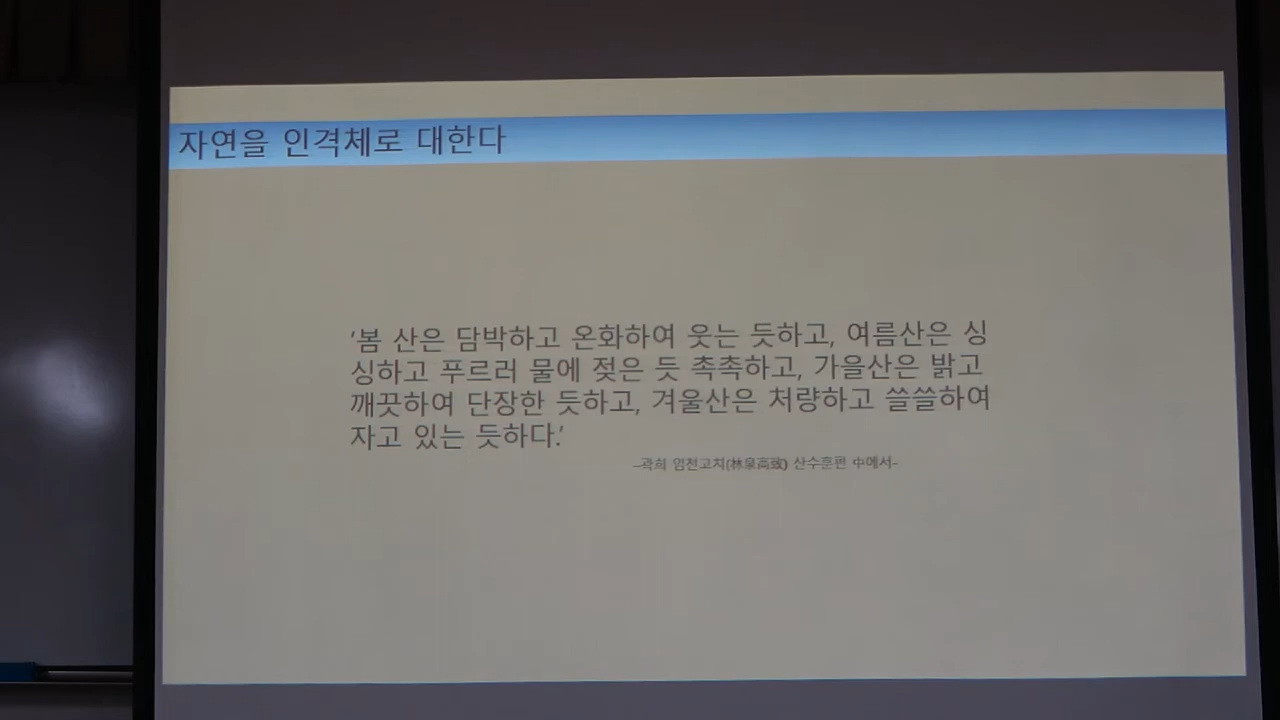 자연을 인격체로 대한다
‘봄 산은 담박하고 온화하여 웃는 듯하고, 여름산은 싱
싱하고 푸르러 물에 젖은 듯 촉촉하고, 가을산은 밝고
깨끗하여 단장한 듯하고, 겨울산은 처량하고 쓸쓸하여
자고 있는 듯하다.’
–곽희 임천고치(林泉高致) 산수훈편 中에서–